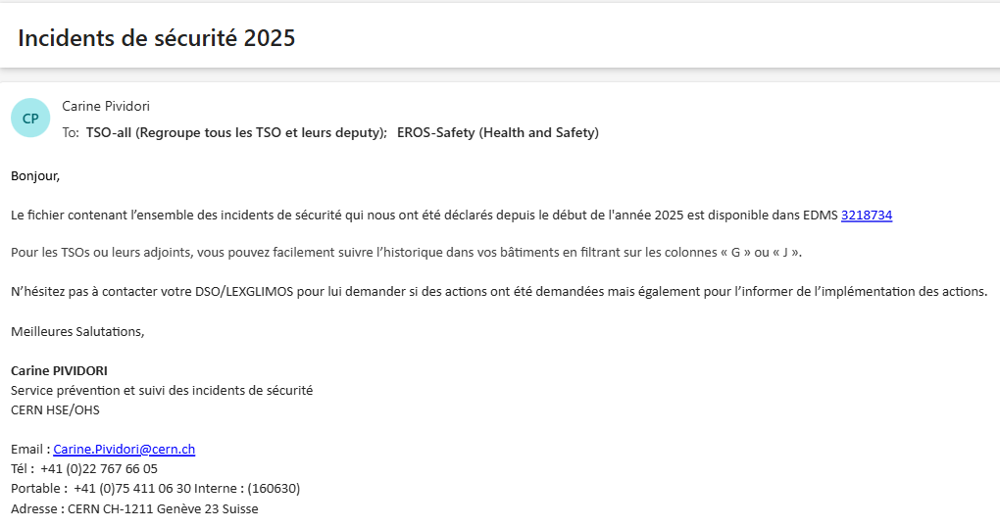 Incidents de sécurité 2025
CP
Carine Pividori
To: TSO-all (Regroupe tous les TSO et leurs deputy); EROS-Safety (Health and Safety)
Bonjour,
Le fichier contenant l’ensemble des incidents de sécurité qui nous ont été déclarés depuis le début de l'année 2025 est disponible dans EDMS 3218734
Pour les TSOs ou leurs adjoints, vous pouvez facilement suivre l’historique dans vos bâtiments en filtrant sur les colonnes « G » ou « J ».
N’hésitez pas à contacter votre DSO/LEXGLIMOS pour lui demander si des actions ont été demandées mais également pour l’informer de l’implémentation des actions.
Meilleures Salutations,
Carine PIVIDORI
Service prévention et suivi des incidents de sécurité
CERN HSE/OHS
Email : Carine.Pividori@cern.ch
Tél : +41 (0)22 767 66 05
Portable : +41 (0)75 411 06 30 Interne : (160630)
Adresse : CERN CH-1211 Genève 23 Suisse